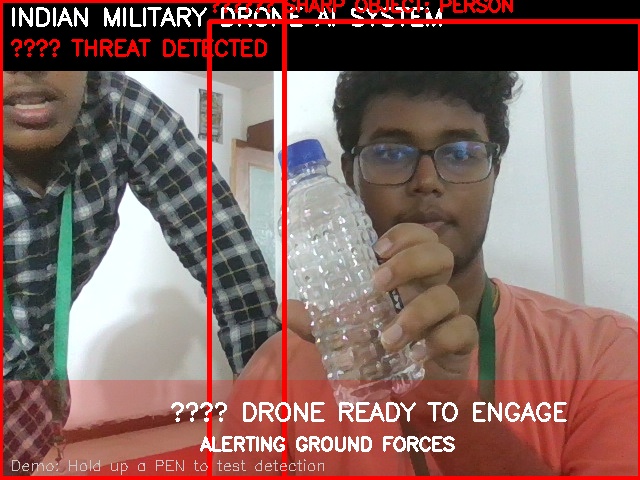 ????? SHARP OBJECT: PERSON
INDIAN MILITARY DRONE AI SYSTEM
???? THREAT DETECTED
???? DRONE READY TO ENGAGE
ALERTING GROUND FORCES
Demo: Hold up a PEN to test detection